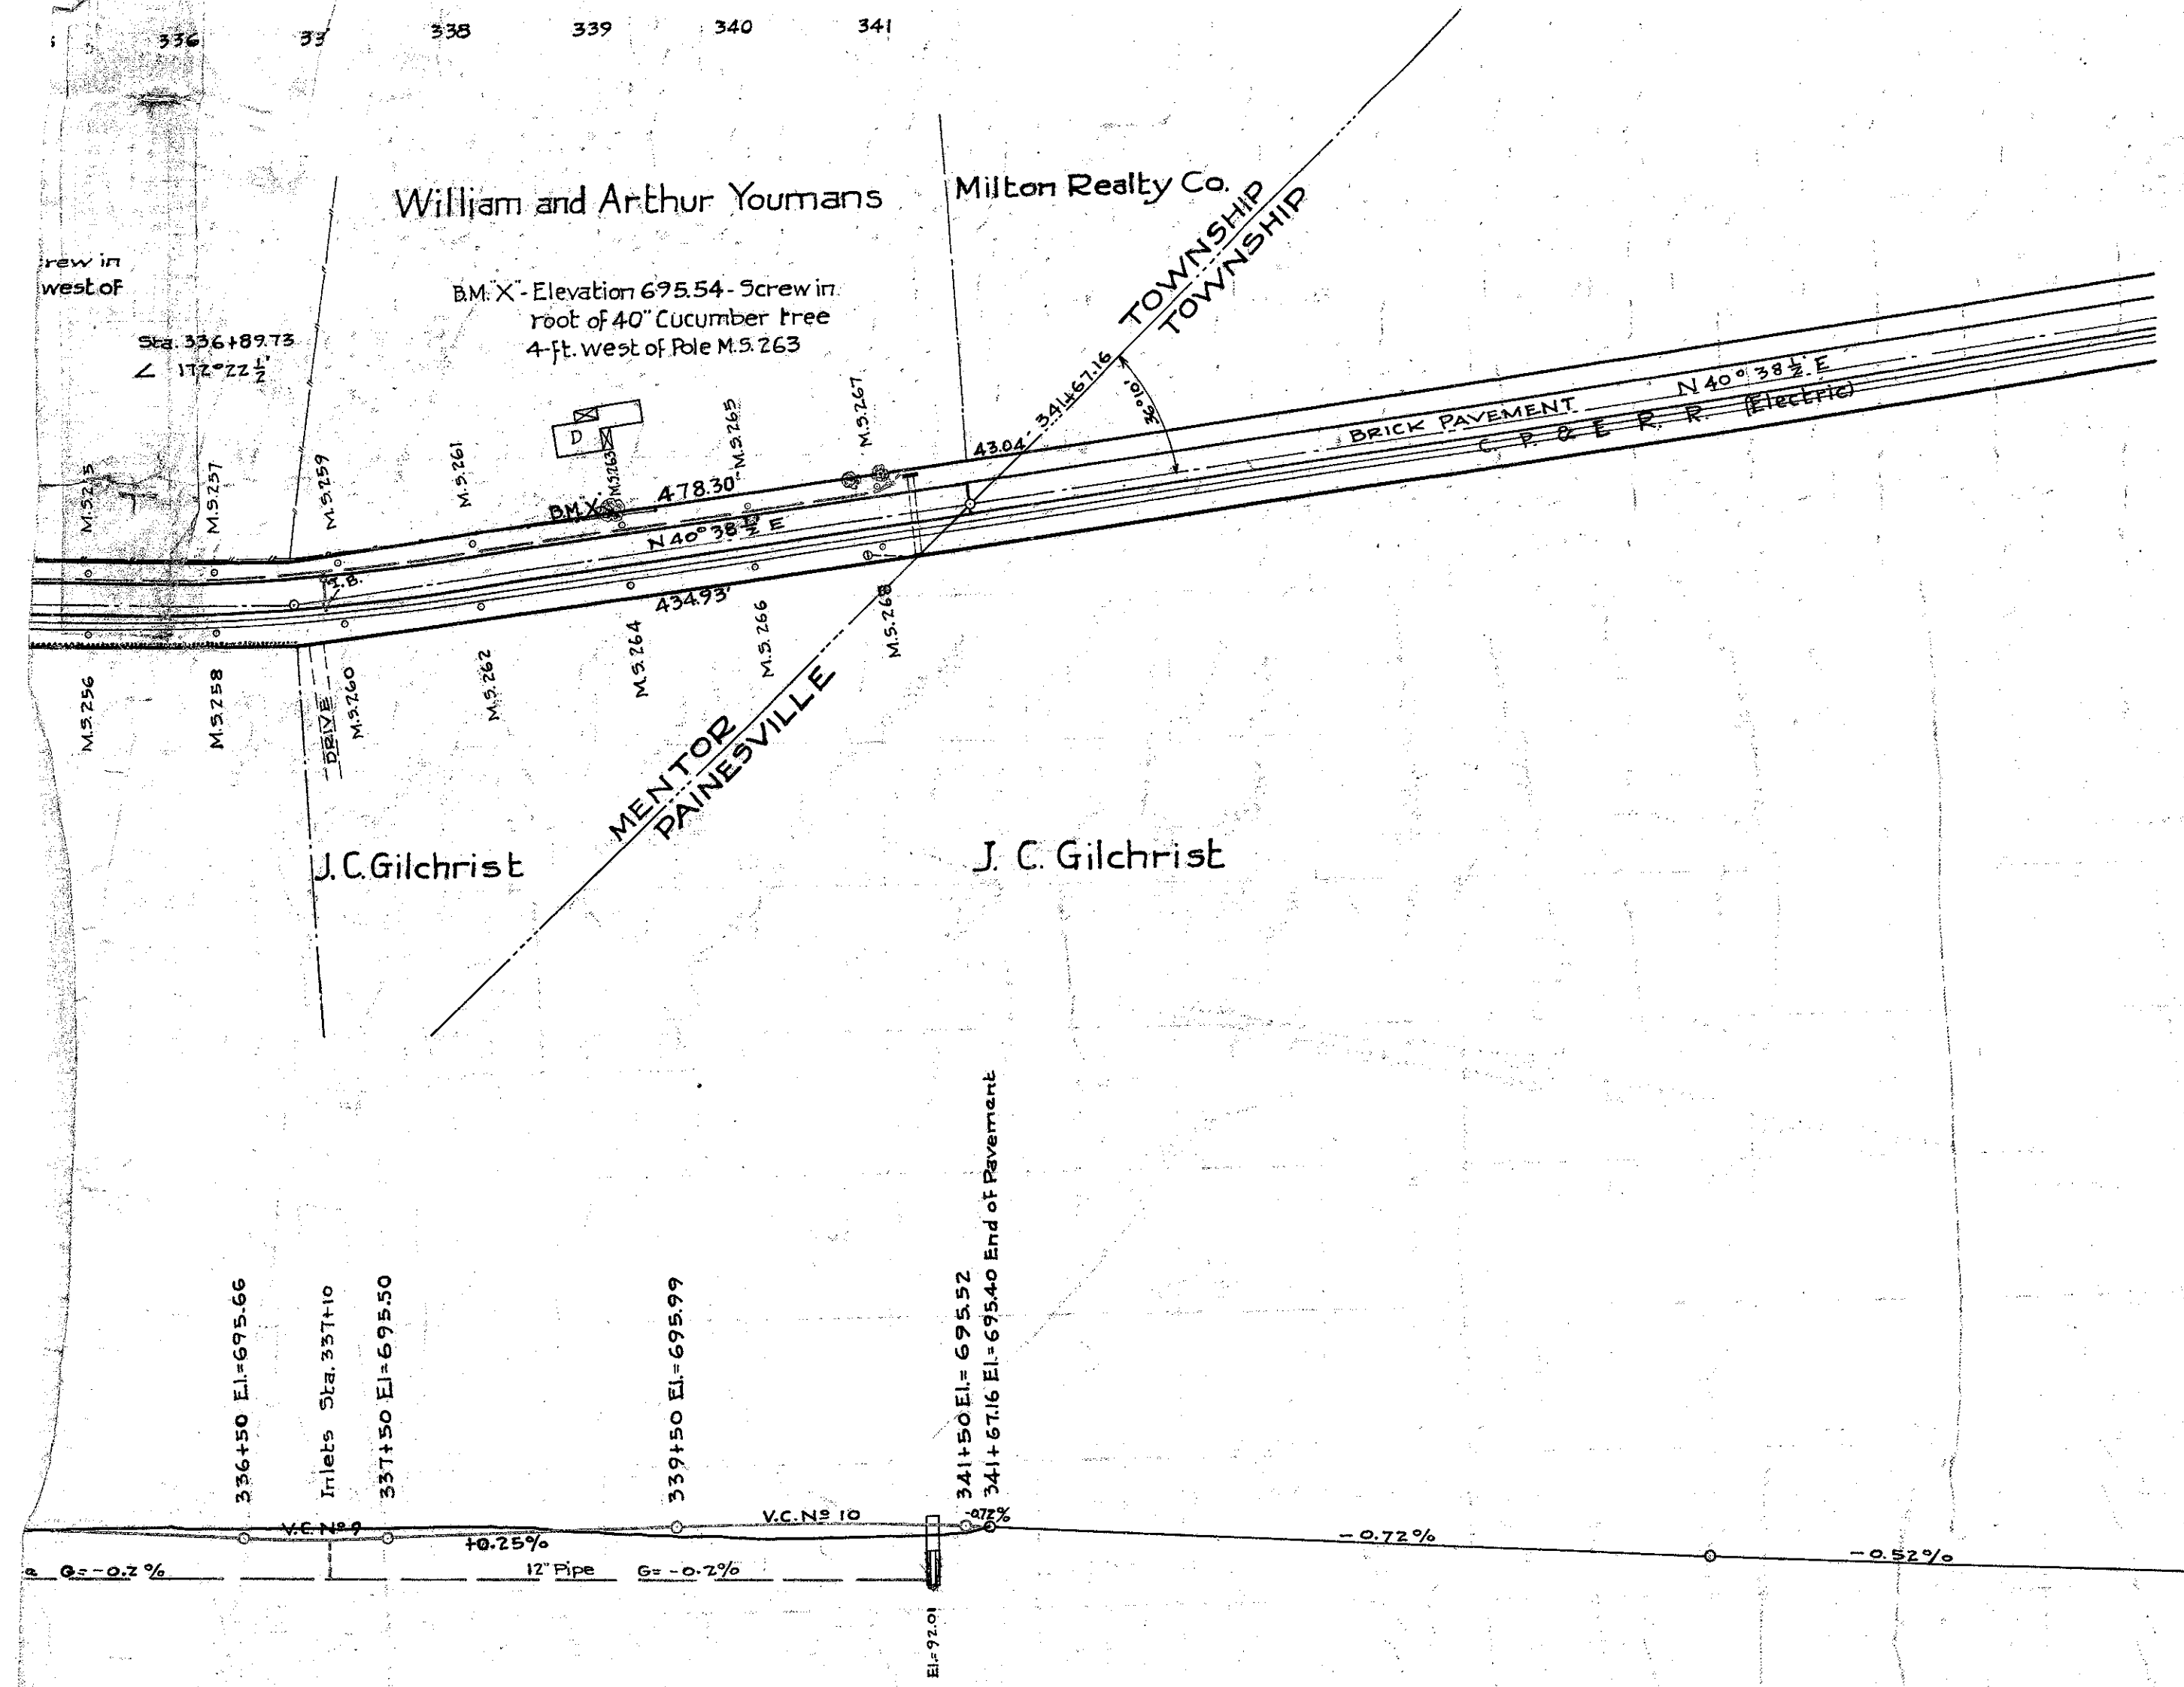 336
338
339
340
341
William and Arthur Youmans
Milton Realty Co.
TOWNSHIP
TOWNSHIP
rew in
west of
B.M."X"- Elevation 695.54 - Screw in
root of 40" Cucumber tree
4-ft. west of Pole M.S. 263
Sta. 336+89.73
∠ 172°22½'
341+67.16
36°10'
N 40° 38½' E
BRICK PAVEMENT
C. P. & E. R. R. (Electric)
43.04
M.S.257
M.S.259
M.S.261
D
M.S.263
M.S.265
M.S.267
B.M.X
478.30'
N 40° 38½' E
434.93'
M.S.256
M.S.258
DRIVE
M.S.260
M.S.262
M.S.264
M.S.266
M.S.268
MENTOR
PAINESVILLE
J.C.Gilchrist
J. C. Gilchrist
336+50 El.=695.66
Inlets Sta. 337+10
337+50 El=695.50
339+50 El.=695.99
341+50 El.= 695.52
341+67.16 El.=695.40 End of Pavement
V.C. Nº 9
+0.25%
V.C. Nº 10
-0.72%
-0.72%
-0.52%
G=-0.2%
12" Pipe G= -0.2%
El.=92.01